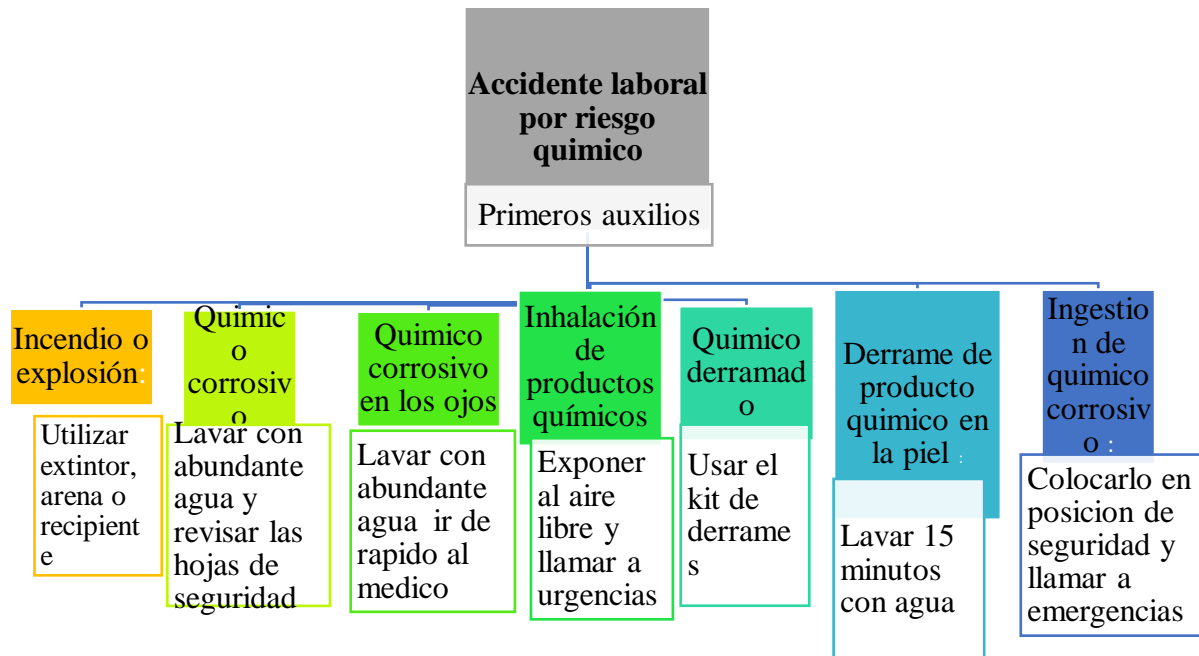 Accidente laboral
por riesgo
quimico
Primeros auxilios
Incendio o
explosión:
Utilizar
extintor,
arena o
recipient
e
Quimic
o
corrosiv
o
Lavar con
abundante
agua y
revisar las
hojas de
seguridad
Quimico
corrosivo
en los ojos
Lavar con
abundante
agua  ir de
rapido al
medico
Inhalación
de
productos
químicos
Exponer
al aire
libre y
llamar a
urgencias
Quimico
derramad
o
Usar el
kit de
derrame
s
Derrame de
producto
quimico en
la piel :
Lavar 15
minutos
con agua
Ingestio
n de
quimico
corrosiv
o :
Colocarlo en
posicion de
seguridad y
llamar a
emergencias